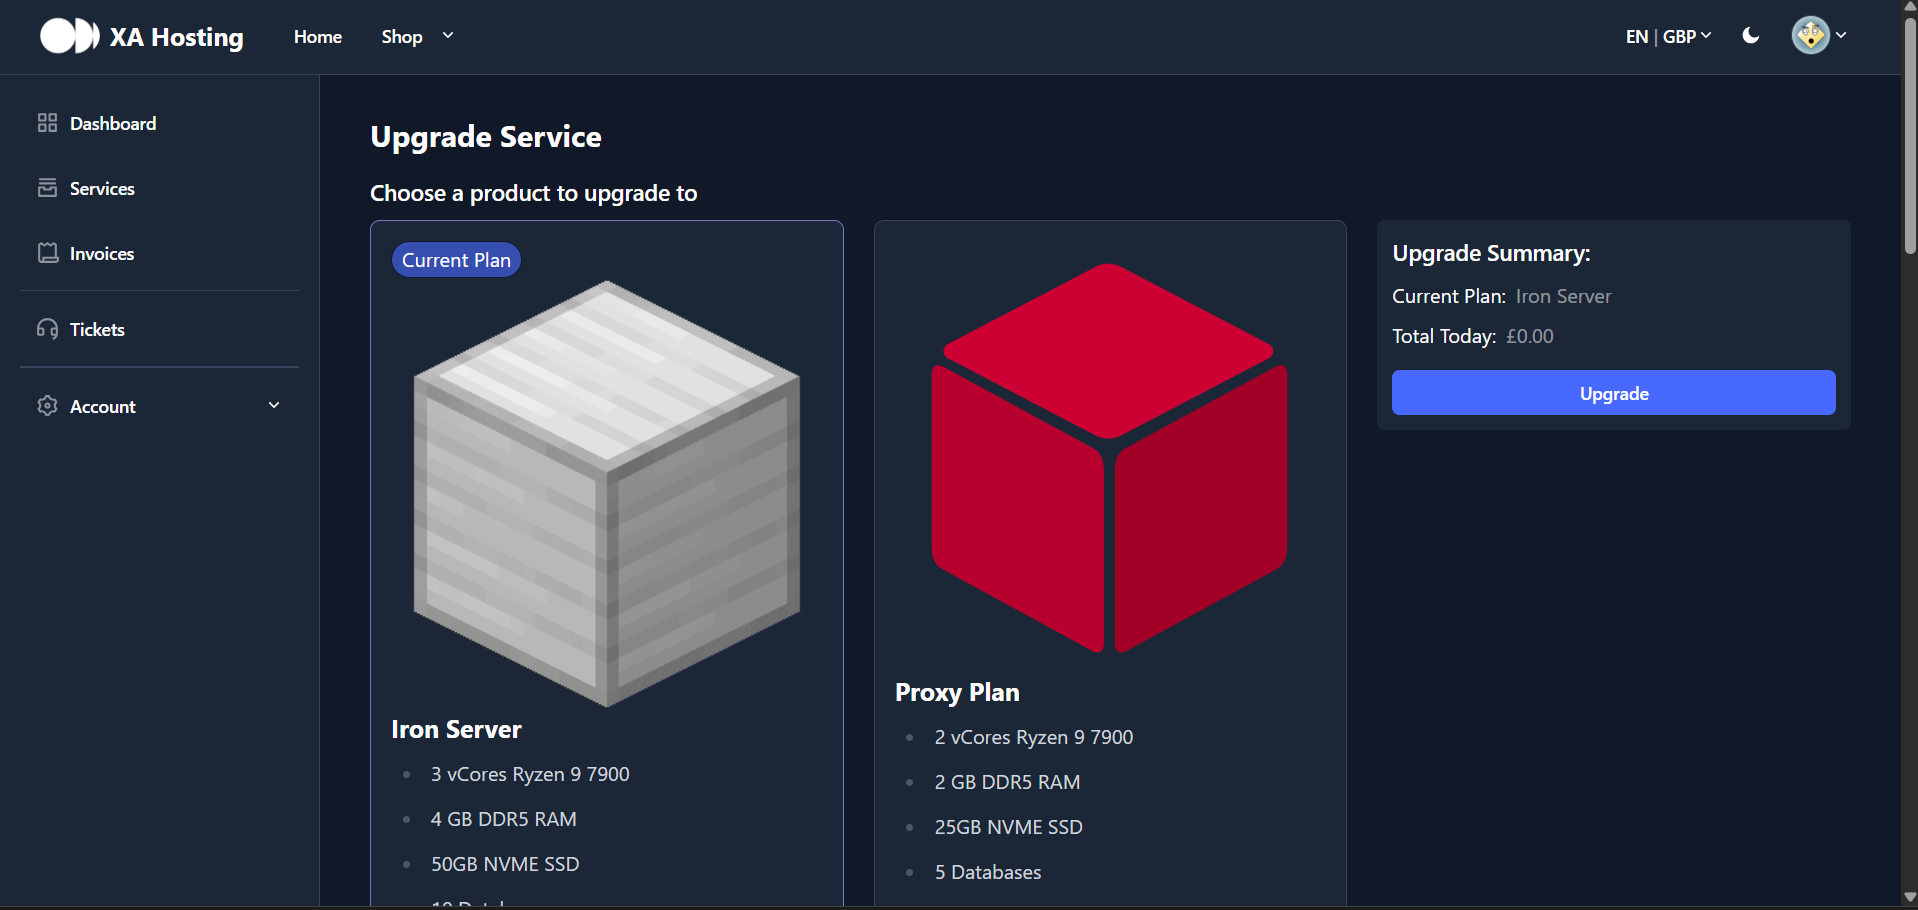 XA Hosting
Home
Shop
EN | GBP
Dashboard
Services
Invoices
Tickets
Account
Upgrade Service
Choose a product to upgrade to
Current Plan
Iron Server
3 vCores Ryzen 9 7900
4 GB DDR5 RAM
50GB NVME SSD
Proxy Plan
2 vCores Ryzen 9 7900
2 GB DDR5 RAM
25GB NVME SSD
5 Databases
Upgrade Summary:
Current Plan: Iron Server
Total Today: £0.00
Upgrade